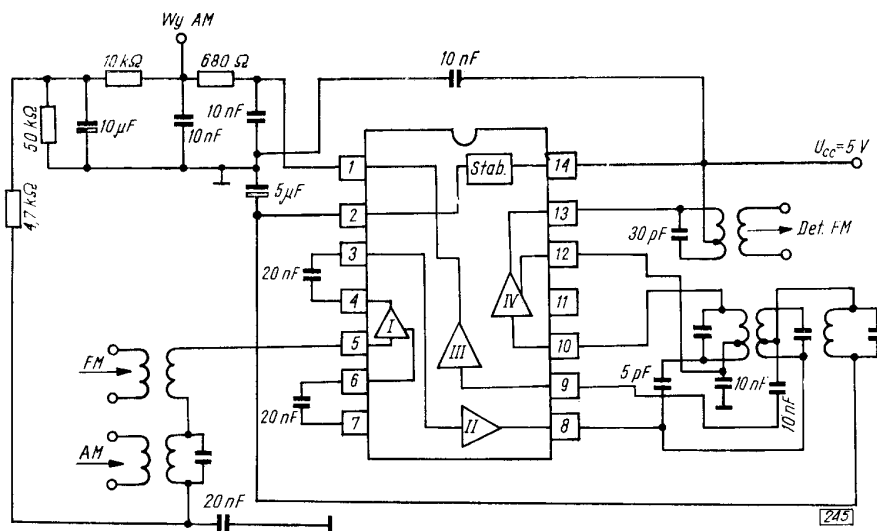 Wy AM
10 kΩ
680 Ω
10 nF
50 kΩ
10 μF
10 nF
10 nF
4,7 kΩ
5 μF
1
2
3
4
5
6
7
Stab.
14
13
12
11
10
9
8
I
II
III
IV
U_CC = 5 V
30 pF
Det. FM
20 nF
20 nF
FM
AM
5 pF
10 nF
10 nF
20 nF
245